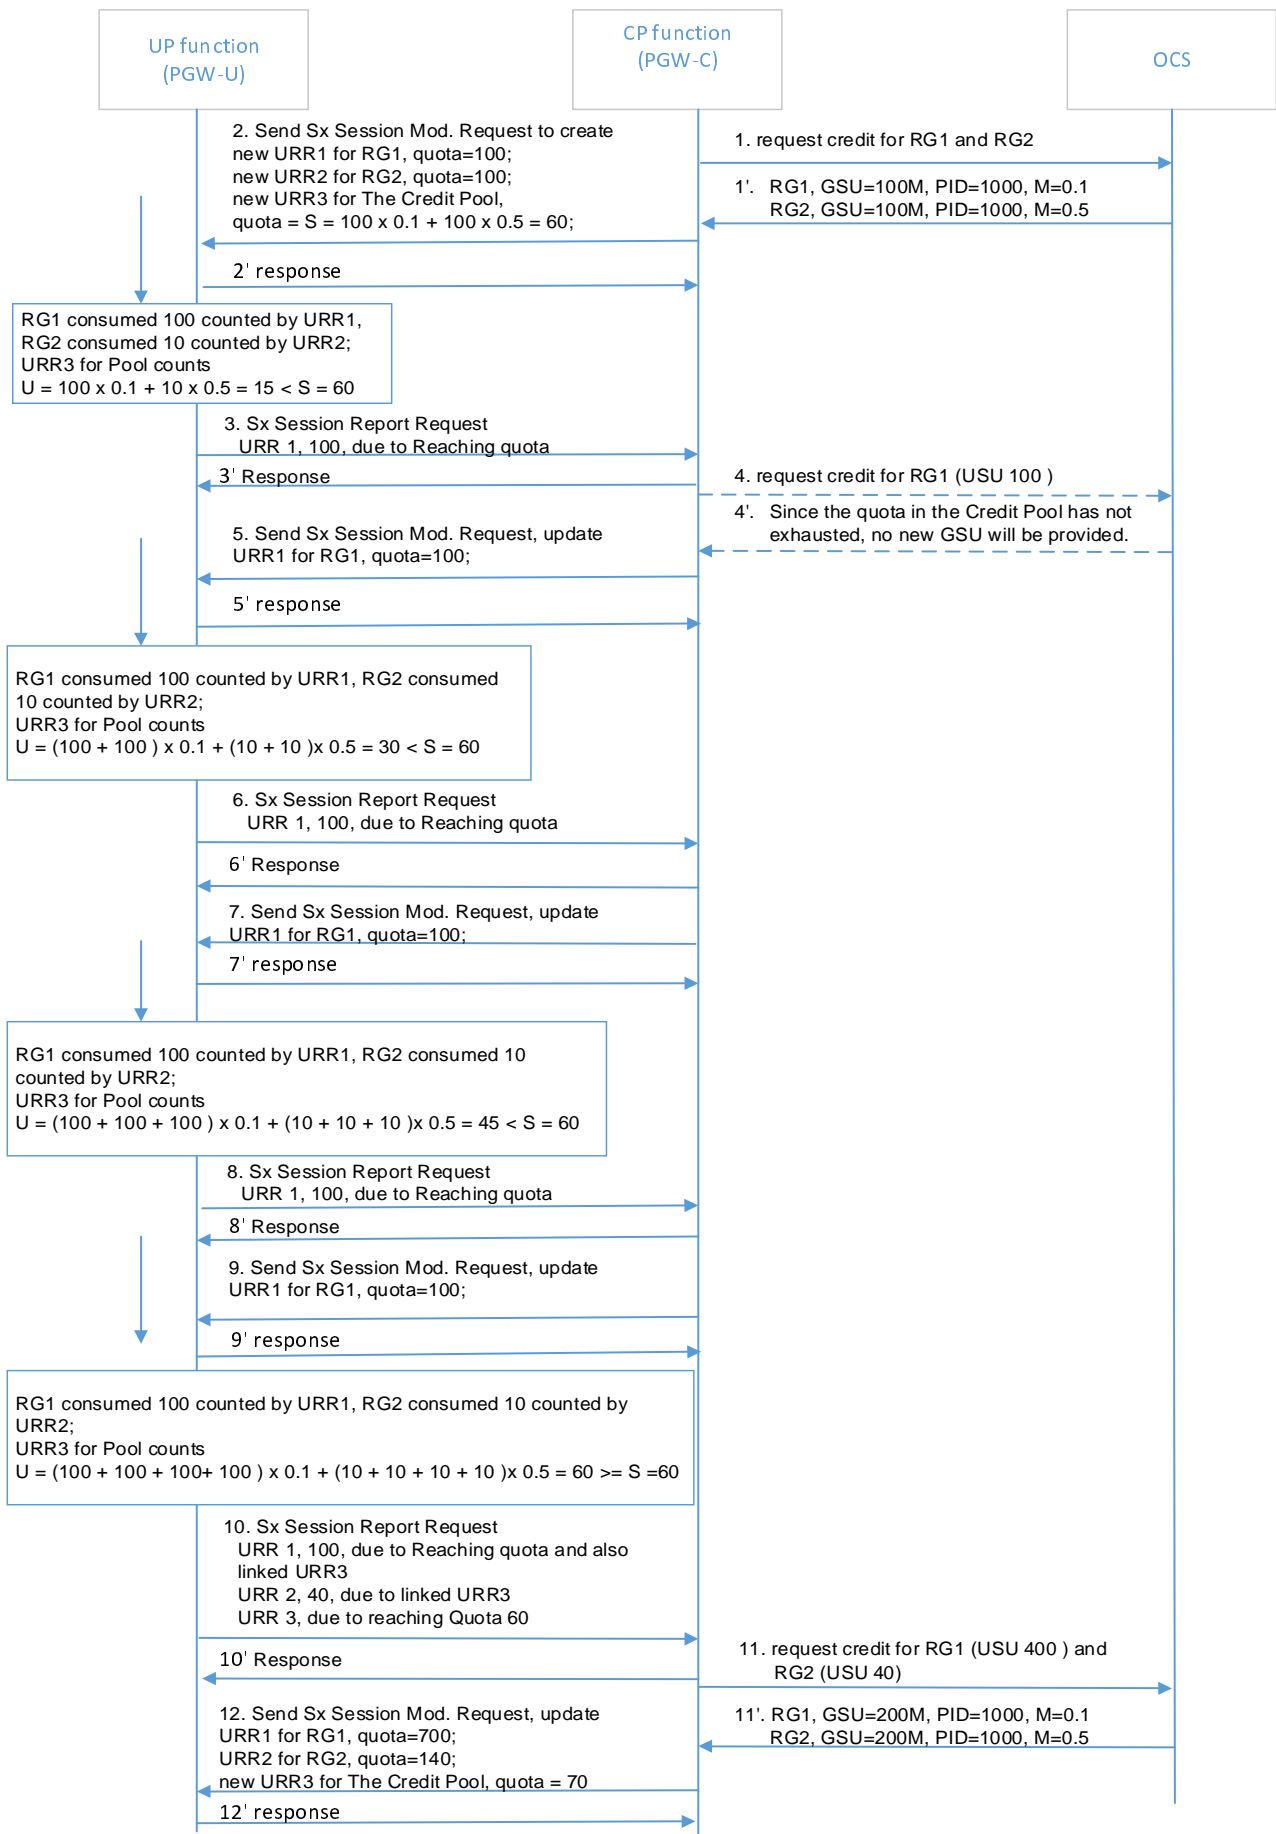 UP function
(PGW-U)
CP function
(PGW-C)
OCS
2. Send Sx Session Mod. Request to create
new URR1 for RG1, quota=100;
new URR2 for RG2, quota=100;
new URR3 for The Credit Pool,
quota = S = 100 x 0.1 + 100 x 0.5 = 60;
1. request credit for RG1 and RG2
1'. RG1, GSU=100M, PID=1000, M=0.1
RG2, GSU=100M, PID=1000, M=0.5
2' response
RG1 consumed 100 counted by URR1,
RG2 consumed 10 counted by URR2;
URR3 for Pool counts
U = 100 x 0.1 + 10 x 0.5 = 15 < S = 60
3. Sx Session Report Request
URR 1, 100, due to Reaching quota
3' Response
4. request credit for RG1 (USU 100 )
4'. Since the quota in the Credit Pool has not
exhausted, no new GSU will be provided.
5. Send Sx Session Mod. Request, update
URR1 for RG1, quota=100;
5' response
RG1 consumed 100 counted by URR1, RG2 consumed
10 counted by URR2;
URR3 for Pool counts
U = (100 + 100 ) x 0.1 + (10 + 10 )x 0.5 = 30 < S = 60
6. Sx Session Report Request
URR 1, 100, due to Reaching quota
6' Response
7. Send Sx Session Mod. Request, update
URR1 for RG1, quota=100;
7' response
RG1 consumed 100 counted by URR1, RG2 consumed 10
counted by URR2;
URR3 for Pool counts
U = (100 + 100 + 100 ) x 0.1 + (10 + 10 + 10 )x 0.5 = 45 < S = 60
8. Sx Session Report Request
URR 1, 100, due to Reaching quota
8' Response
9. Send Sx Session Mod. Request, update
URR1 for RG1, quota=100;
9' response
RG1 consumed 100 counted by URR1, RG2 consumed 10 counted by
URR2;
URR3 for Pool counts
U = (100 + 100 + 100+ 100 ) x 0.1 + (10 + 10 + 10 + 10 )x 0.5 = 60 >= S =60
10. Sx Session Report Request
URR 1, 100, due to Reaching quota and also
linked URR3
URR 2, 40, due to linked URR3
URR 3, due to reaching Quota 60
10' Response
11. request credit for RG1 (USU 400 ) and
RG2 (USU 40)
12. Send Sx Session Mod. Request, update
URR1 for RG1, quota=700;
URR2 for RG2, quota=140;
new URR3 for The Credit Pool, quota = 70
11'. RG1, GSU=200M, PID=1000, M=0.1
RG2, GSU=200M, PID=1000, M=0.5
12' response